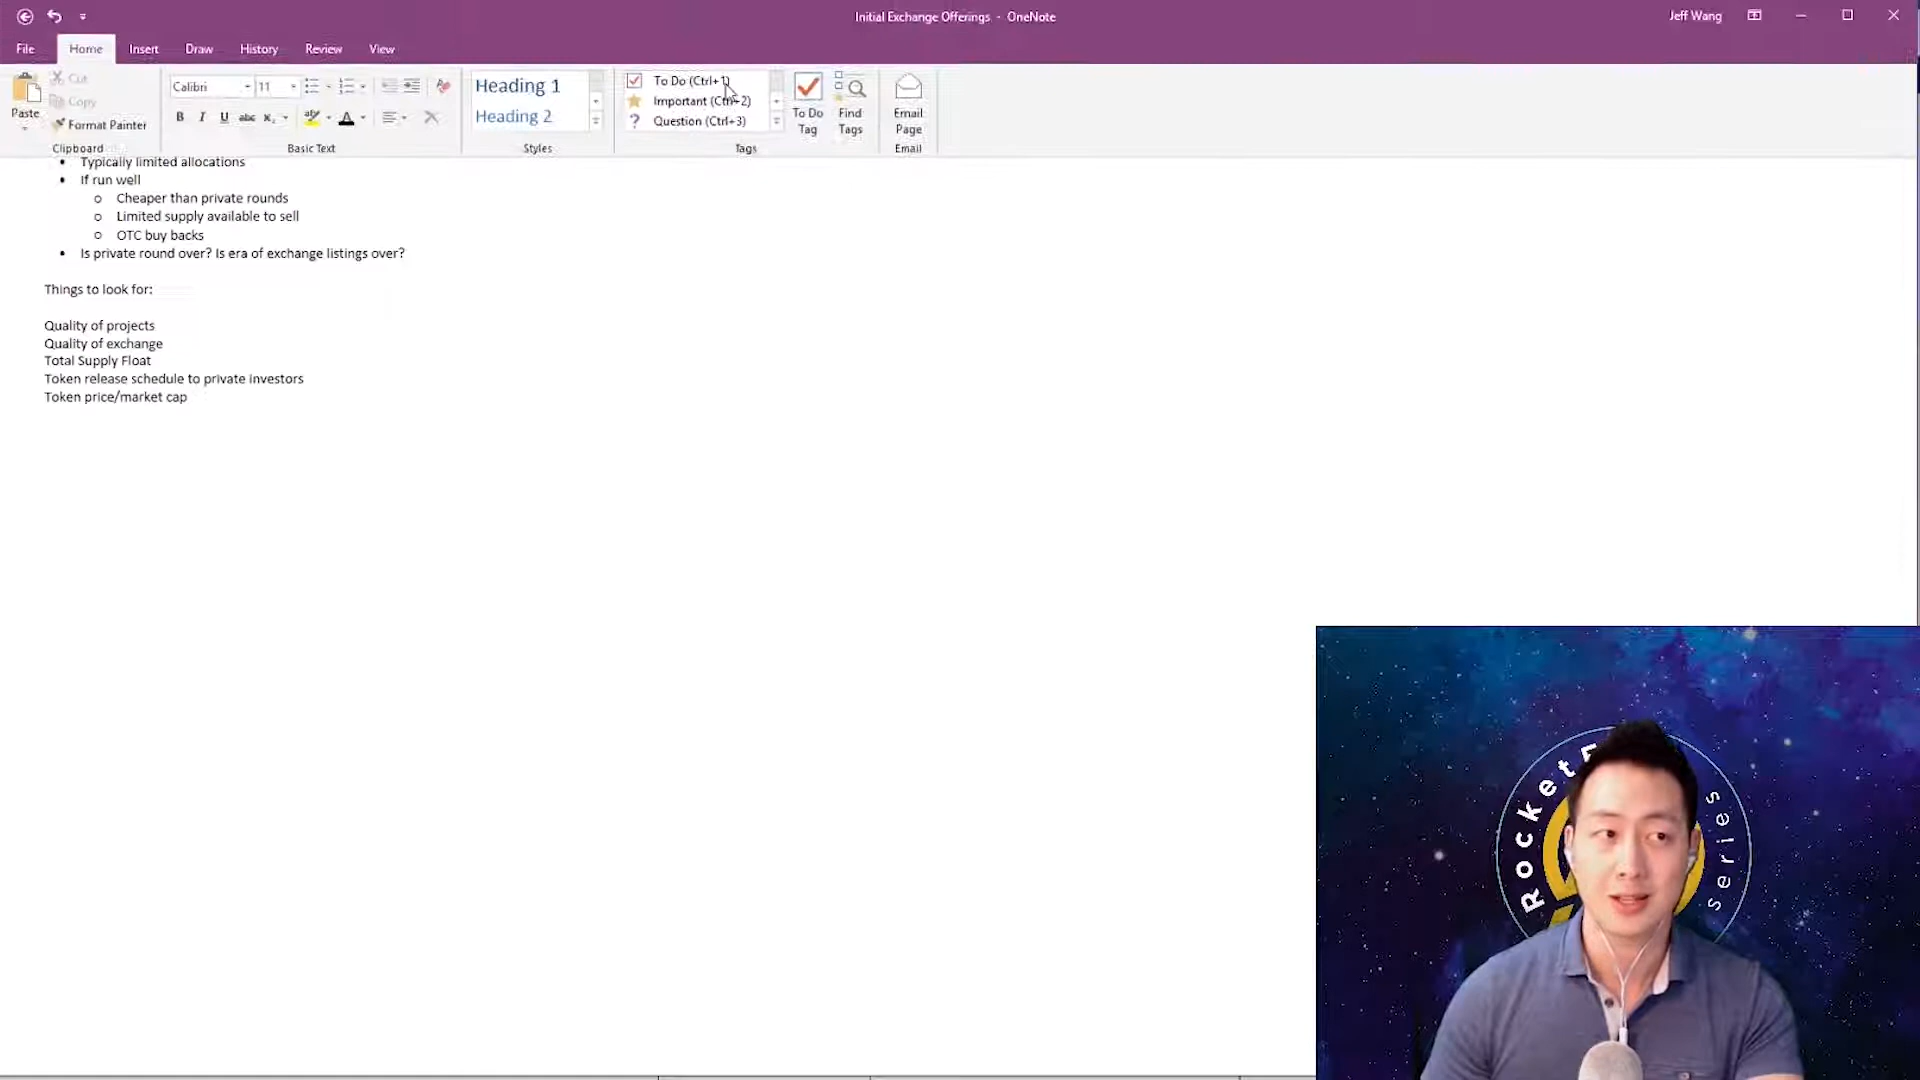 Initial Exchange Offerings - OneNote
Jeff Wang
File Home Insert Draw History Review View
Paste
Cut
Copy
Format Painter
Clipboard
Calibri 11
B I U abc
Basic Text
Heading 1
Heading 2
Styles
To Do (Ctrl+1)
Important (Ctrl+2)
Question (Ctrl+3)
Tags
To Do
Tag
Find
Tags
Email
Page
Email
• Typically limited allocations
• If run well
o Cheaper than private rounds
o Limited supply available to sell
o OTC buy backs
• Is private round over? Is era of exchange listings over?
Things to look for:
Quality of projects
Quality of exchange
Total Supply Float
Token release schedule to private investors
Token price/market cap
series